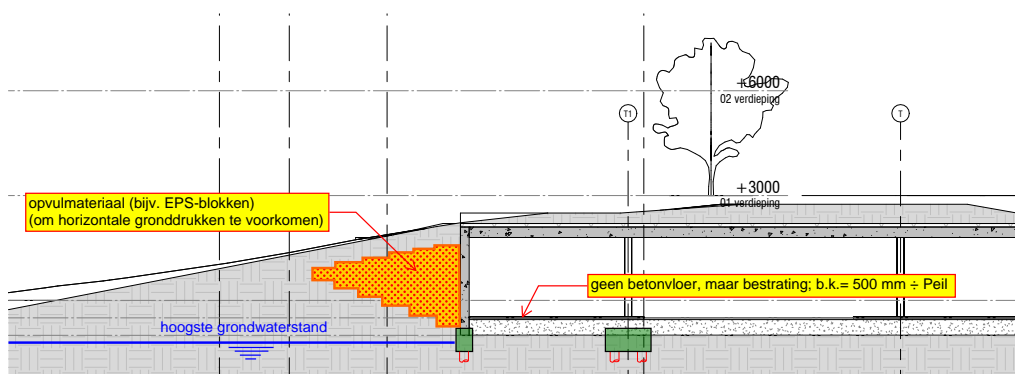 +6000
02 verdieping
T1
T
+3000
01 verdieping
opvulmateriaal (bijv. EPS-blokken)
(om horizontale gronddrukken te voorkomen)
geen betonvloer, maar bestrating; b.k.= 500 mm ÷ Peil
hoogste grondwaterstand